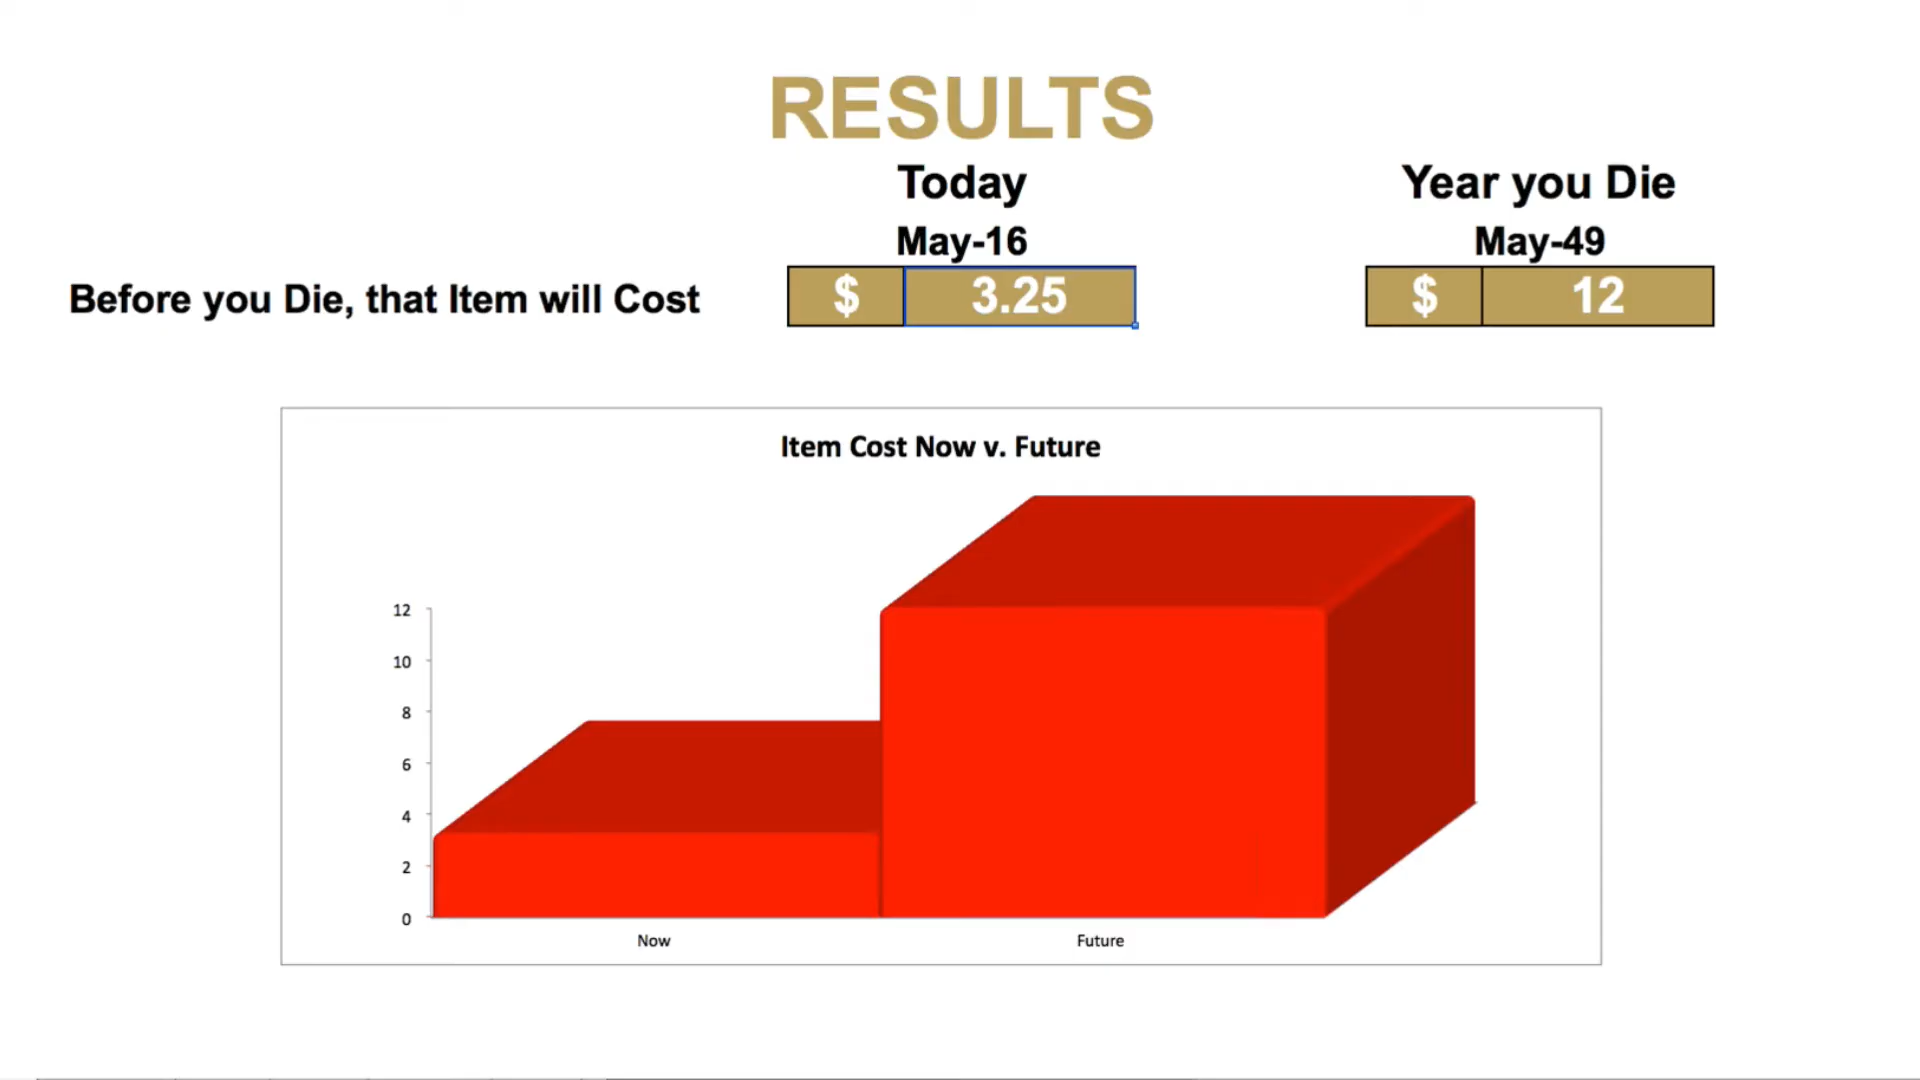 RESULTS
Today
Year you Die
May-16
May-49
Before you Die, that Item will Cost
$ 3.25
$ 12
Item Cost Now v. Future
12
10
8
6
4
2
0
Now
Future